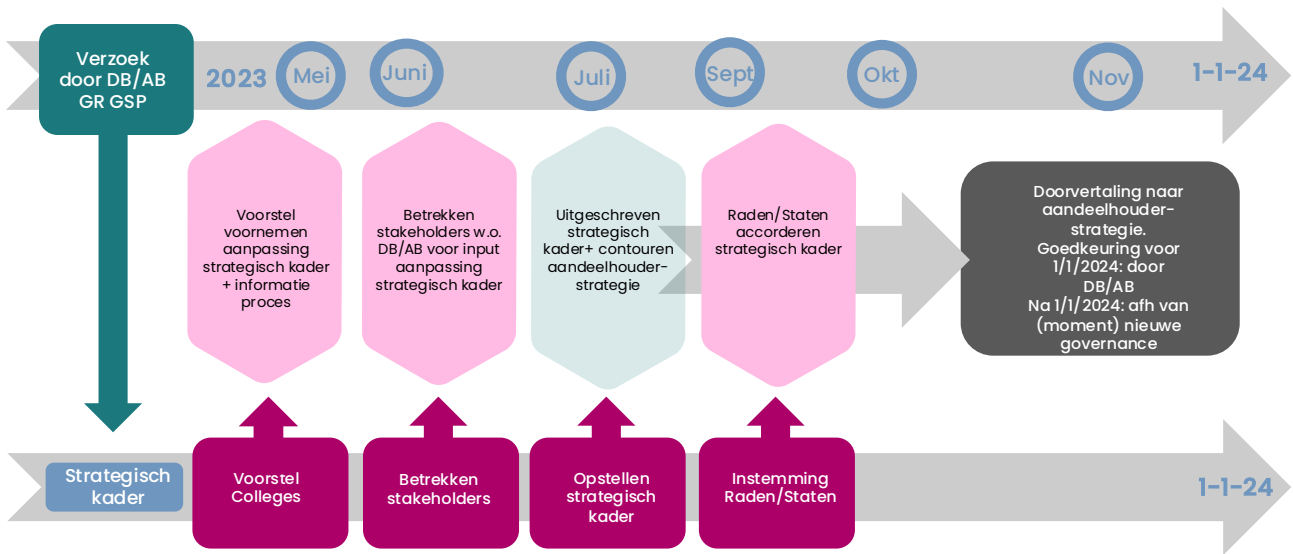 Verzoek
door DB/AB
GR GSP
2023
Mei
Juni
Juli
Sept
Okt
Nov
1-1-24
Voorstel
voornemen
aanpassing
strategisch kader
+ informatie
proces
Betrekken
stakeholders w.o.
DB/AB voor input
aanpassing
strategisch kader
Uitgeschreven
strategisch
kader+ contouren
aandeelhouder-
strategie
Raden/Staten
accorderen
strategisch kader
Doorvertaling naar
aandeelhouder-
strategie.
Goedkeuring voor
1/1/2024: door
DB/AB
Na 1/1/2024: afh van
(moment) nieuwe
governance
Strategisch
kader
Voorstel
Colleges
Betrekken
stakeholders
Opstellen
strategisch
kader
Instemming
Raden/Staten
1-1-24